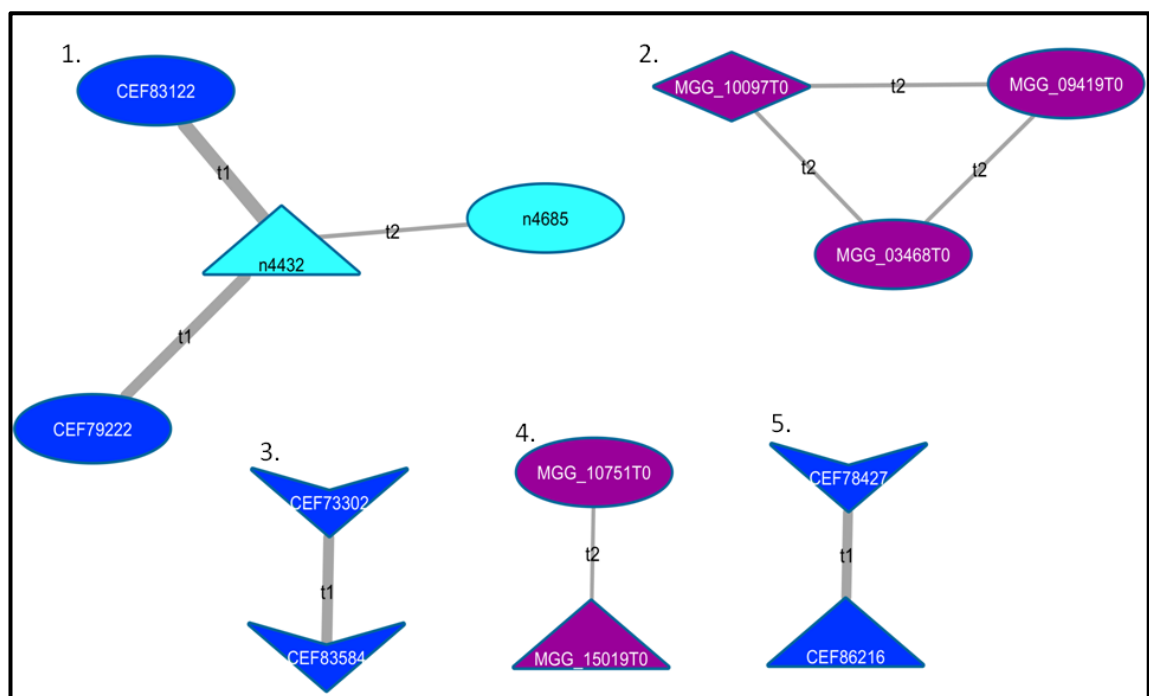 1.
CEF83122
t1
n4432
t2
n4685
t1
CEF79222
2.
MGG_10097T0
t2
MGG_09419T0
t2
t2
MGG_03468T0
3.
CEF73302
t1
CEF83584
4.
MGG_10751T0
t2
MGG_15019T0
5.
CEF78427
t1
CEF86216